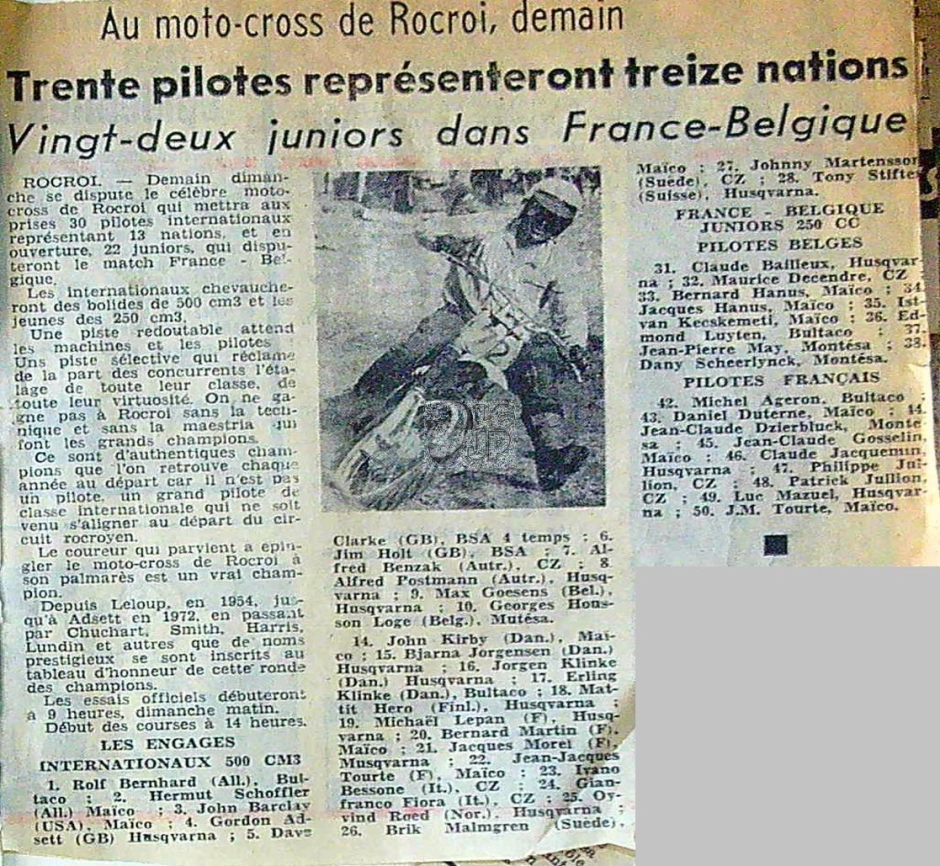 Au moto-cross de Rocroi, demain
Trente pilotes représenteront treize nations
Vingt-deux juniors dans France-Belgique
ROCROI. — Demain diman-
che se dispute le célèbre moto-
cross de Rocroi qui mettra aux
prises 30 pilotes internationaux
représentant 13 nations, et en
ouverture, 22 juniors, qui dispu-
teront le match France - Bel-
gique.
Les internationaux chevauche-
ront des bolides de 500 cm3 et les
jeunes des 250 cm3.
Une piste redoutable attend
les machines et les pilotes
Uns piste sélective qui réclame
de la part des concurrents l'éta-
lage de toute leur classe, de
toute leur virtuosité. On ne ga-
gne pas à Rocroi sans la tech-
nique et sans la maestria qui
font les grands champions.
Ce sont d'authentiques cham-
pions que l'on retrouve chaque
année au départ car il n'est pas
un pilote, un grand pilote de
classe internationale qui ne soit
venu s'aligner au départ du cir-
cuit rocroyen.
Le coureur qui parvient a epin-
gler le moto-cross de Rocroi à
son palmarès est un vrai cham-
pion.
Depuis Leloup, en 1954, jus-
qu'à Adsett en 1972, en passant
par Chuchart, Smith, Harris,
Lundin et autres que de noms
prestigieux se sont inscrits au
tableau d'honneur de cette ronde
des champions.
Les essais officiels débuteront
à 9 heures, dimanche matin.
Début des courses à 14 heures.
LES ENGAGES
INTERNATIONAUX 500 CM3
1. Rolf Bernhard (All.), Bul-
taco ; 2. Hermut Schoffler
(All.) Maïco ; 3. John Barclay
(USA), Maïco ; 4. Gordon Ad-
sett (GB) Husqvarna ; 5. Dave
72
Clarke (GB), BSA 4 temps ; 6.
Jim Holt (GB), BSA ; 7. Al-
fred Benzak (Autr.), CZ ; 8.
Alfred Postmann (Autr.), Husq-
varna ; 9. Max Goesens (Bel.),
Husqvarna ; 10. Georges Hous-
son Loge (Belg.), Mutésa.
14. John Kirby (Dan.), Maï-
co ; 15. Bjarna Jorgensen (Dan.)
Husqvarna ; 16. Jorgen Klinke
(Dan.) Husqvarna ; 17. Erling
Klinke (Dan.), Bultaco ; 18. Mat-
tit Hero (Finl.), Husqvarna ;
19. Michaël Lepan (F), Husq-
varna ; 20. Bernard Martin (F),
Maïco ; 21. Jacques Morel (F),
Musqvarna ; 22. Jean-Jacques
Tourte (F), Maïco ; 23. Ivano
Bessone (It.), CZ ; 24. Gian-
franco Fiora (It.), CZ ; 25. Oy-
vind Roed (Nor.), Husqvarna ;
26. Brik Malmgren (Suède),
Maïco ; 27. Johnny Martensson
(Suède), CZ ; 28. Tony Stifte
(Suisse), Husqvarna.
FRANCE - BELGIQUE
JUNIORS 250 CC
PILOTES BELGES
31. Claude Bailleux, Husqvar-
na ; 32. Maurice Decendre, CZ
33. Bernard Hanus, Maïco ; 34.
Jacques Hanus, Maïco ; 35. Ist-
van Kecskemeti, Maïco ; 36. Ed-
mond Luyten, Bultaco ; 37.
Jean-Pierre May, Montésa ; 38.
Dany Scheerlynck, Montésa.
PILOTES FRANÇAIS
42. Michel Ageron, Bultaco ;
43. Daniel Duterne, Maïco ; 44.
Jean-Claude Dzierbluck, Monte-
sa ; 45. Jean-Claude Gosselin,
Maïco ; 46. Claude Jacquemin,
Husqvarna ; 47. Philippe Jul-
lion, CZ ; 48. Patrick Jullion,
CZ ; 49. Luc Mazuel, Husqvar-
na ; 50. J.M. Tourte, Maïco.